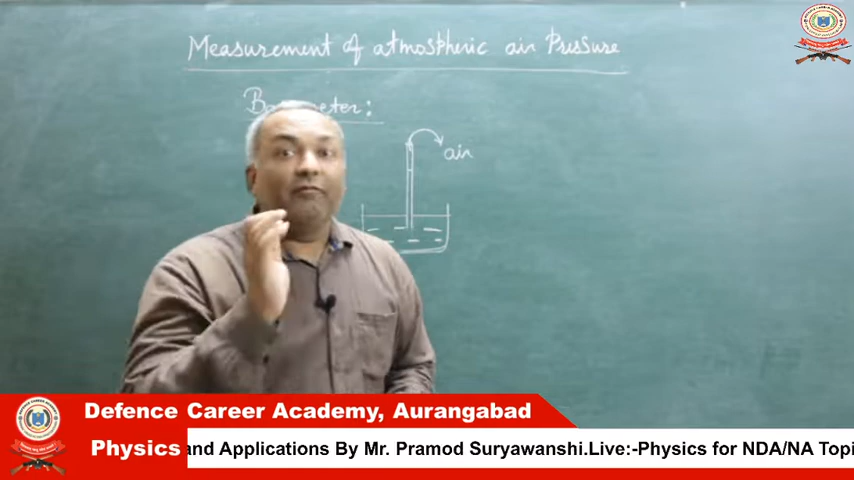 Measurement of atmospheric air Pressure
air
Defence Career Academy, Aurangabad
Physics
and Applications By Mr. Pramod Suryawanshi.Live:-Physics for NDA/NA Topi